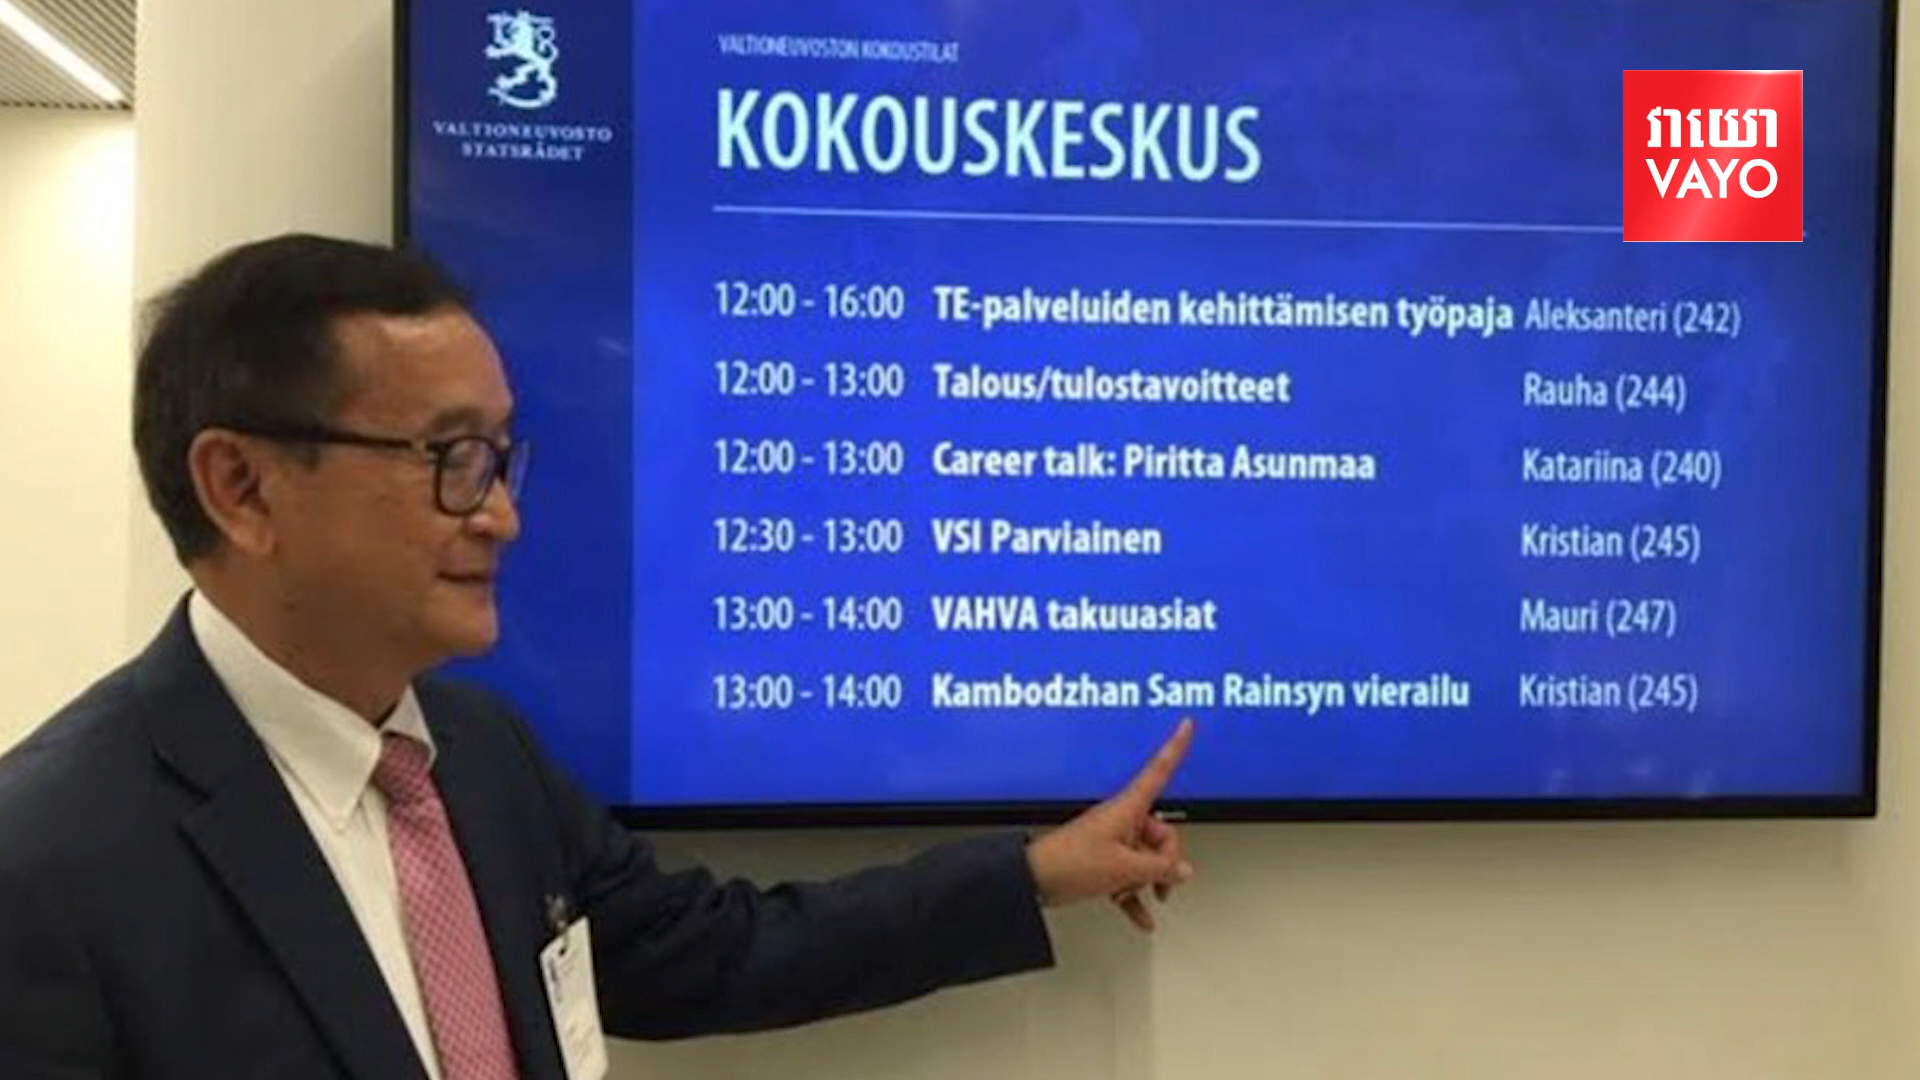 VALTIONEUVOSTO
STATSRÅDET
VALTIONEUVOSTON KOKOUSTILAT
KOKOUSKESKUS
វាយោ
VAYO
12:00 - 16:00 TE-palveluiden kehittämisen työpaja Aleksanteri (242)
12:00 - 13:00 Talous/tulostavoitteet Rauha (244)
12:00 - 13:00 Career talk: Piritta Asunmaa Katariina (240)
12:30 - 13:00 VSI Parviainen Kristian (245)
13:00 - 14:00 VAHVA takuuasiat Mauri (247)
13:00 - 14:00 Kambodzhan Sam Rainsyn vierailu Kristian (245)